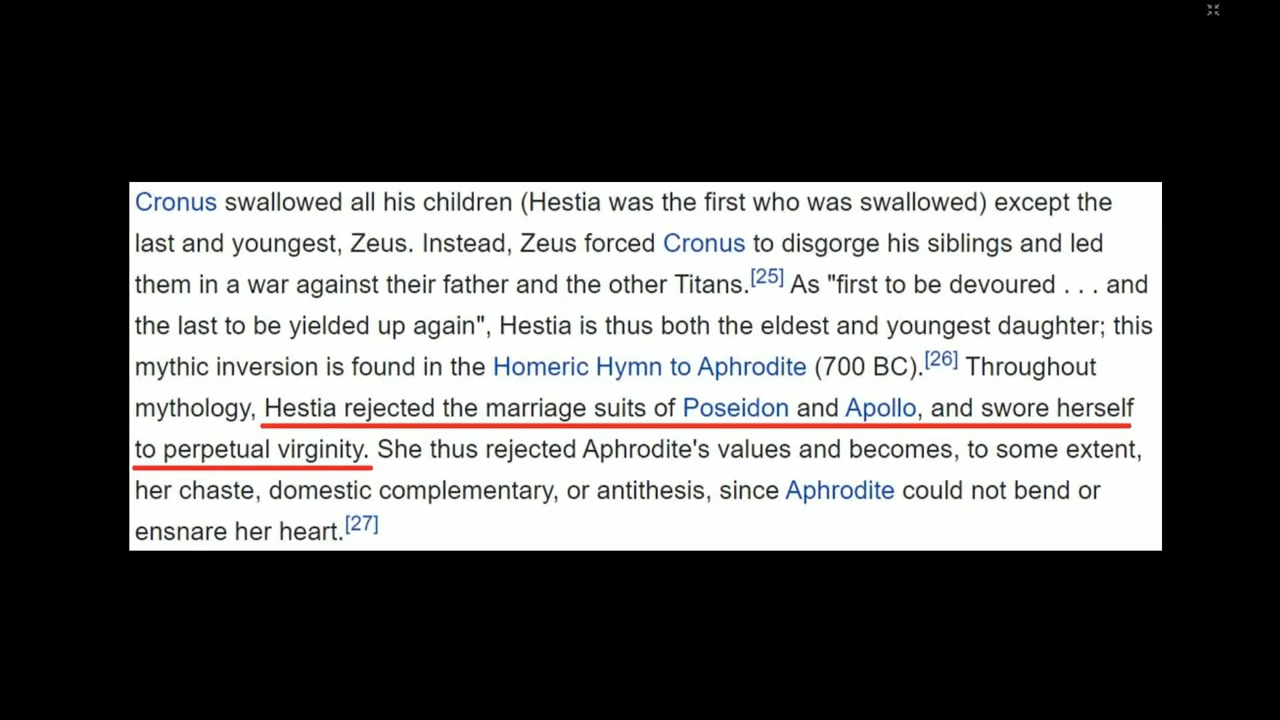 Cronus swallowed all his children (Hestia was the first who was swallowed) except the
last and youngest, Zeus. Instead, Zeus forced Cronus to disgorge his siblings and led
them in a war against their father and the other Titans.[25] As "first to be devoured . . . and
the last to be yielded up again", Hestia is thus both the eldest and youngest daughter; this
mythic inversion is found in the Homeric Hymn to Aphrodite (700 BC).[26] Throughout
mythology, Hestia rejected the marriage suits of Poseidon and Apollo, and swore herself
to perpetual virginity. She thus rejected Aphrodite's values and becomes, to some extent,
her chaste, domestic complementary, or antithesis, since Aphrodite could not bend or
ensnare her heart.[27]